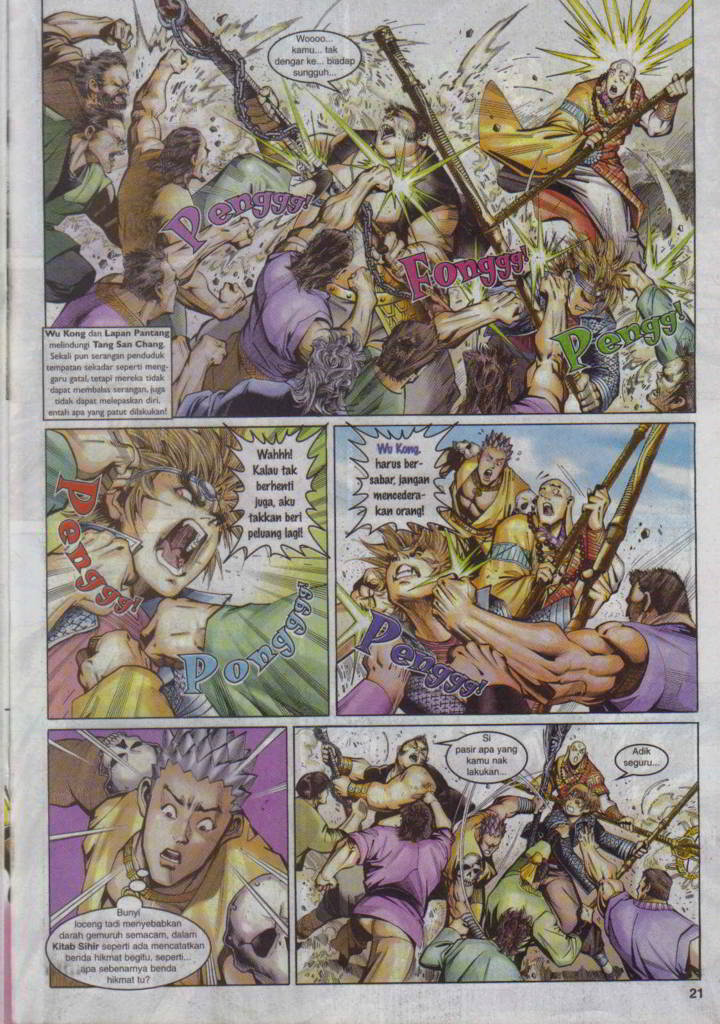 Woooo...
kamu... tak
dengar ke... biadap
sungguh...
Penggg!
Fonggg!
Pengg!
Wu Kong dan Lapan Pantang
melindungi Tang San Chang.
Sekali pun serangan penduduk
tempatan sekadar seperti meng-
garu gatal, tetapi mereka tidak
dapat membalas serangan, juga
tidak dapat melepaskan diri,
entah apa yang patut dilakukan!
Wahhh!
Kalau tak
berhenti
juga, aku
takkan beri
peluang lagi!
Penggg!
Pongggg!
Wu Kong,
harus ber-
sabar, jangan
mencedera-
kan orang!
Penggg!
Bunyi
loceng tadi menyebabkan
darah gemuruh semacam, dalam
Kitab Sihir seperti ada mencatatkan
benda hikmat begitu, seperti...
apa sebenarnya benda
hikmat tu?
Si
pasir apa yang
kamu nak
lakukan...
Adik
seguru...
21